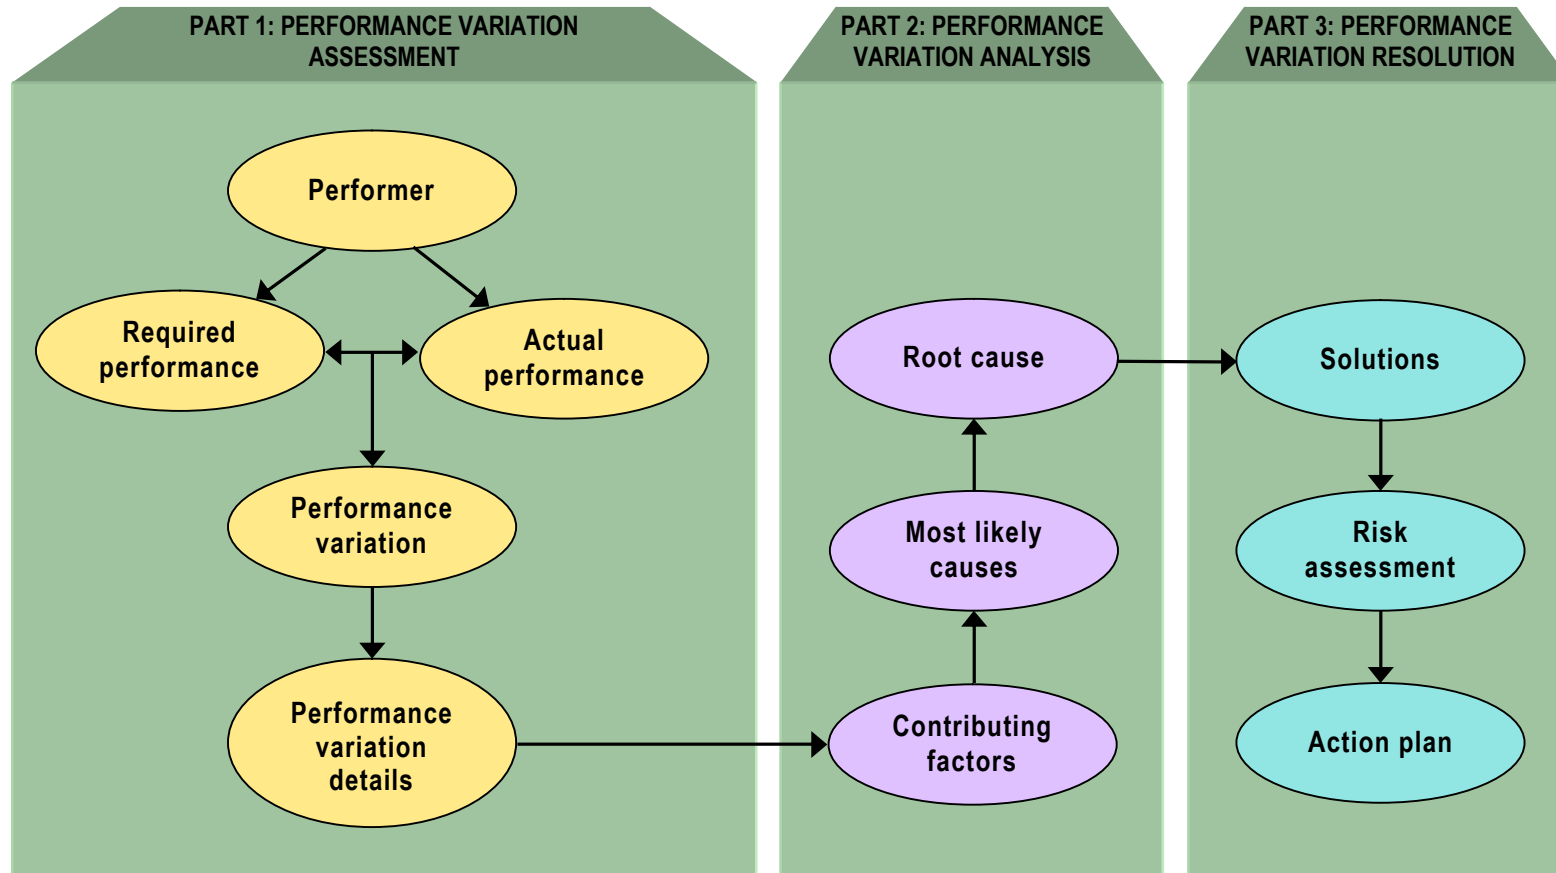 PART 1: PERFORMANCE VARIATION
ASSESSMENT
Performer
Required
performance
Actual
performance
Performance
variation
Performance
variation
details
PART 2: PERFORMANCE
VARIATION ANALYSIS
Root cause
Most likely
causes
Contributing
factors
PART 3: PERFORMANCE
VARIATION RESOLUTION
Solutions
Risk
assessment
Action plan